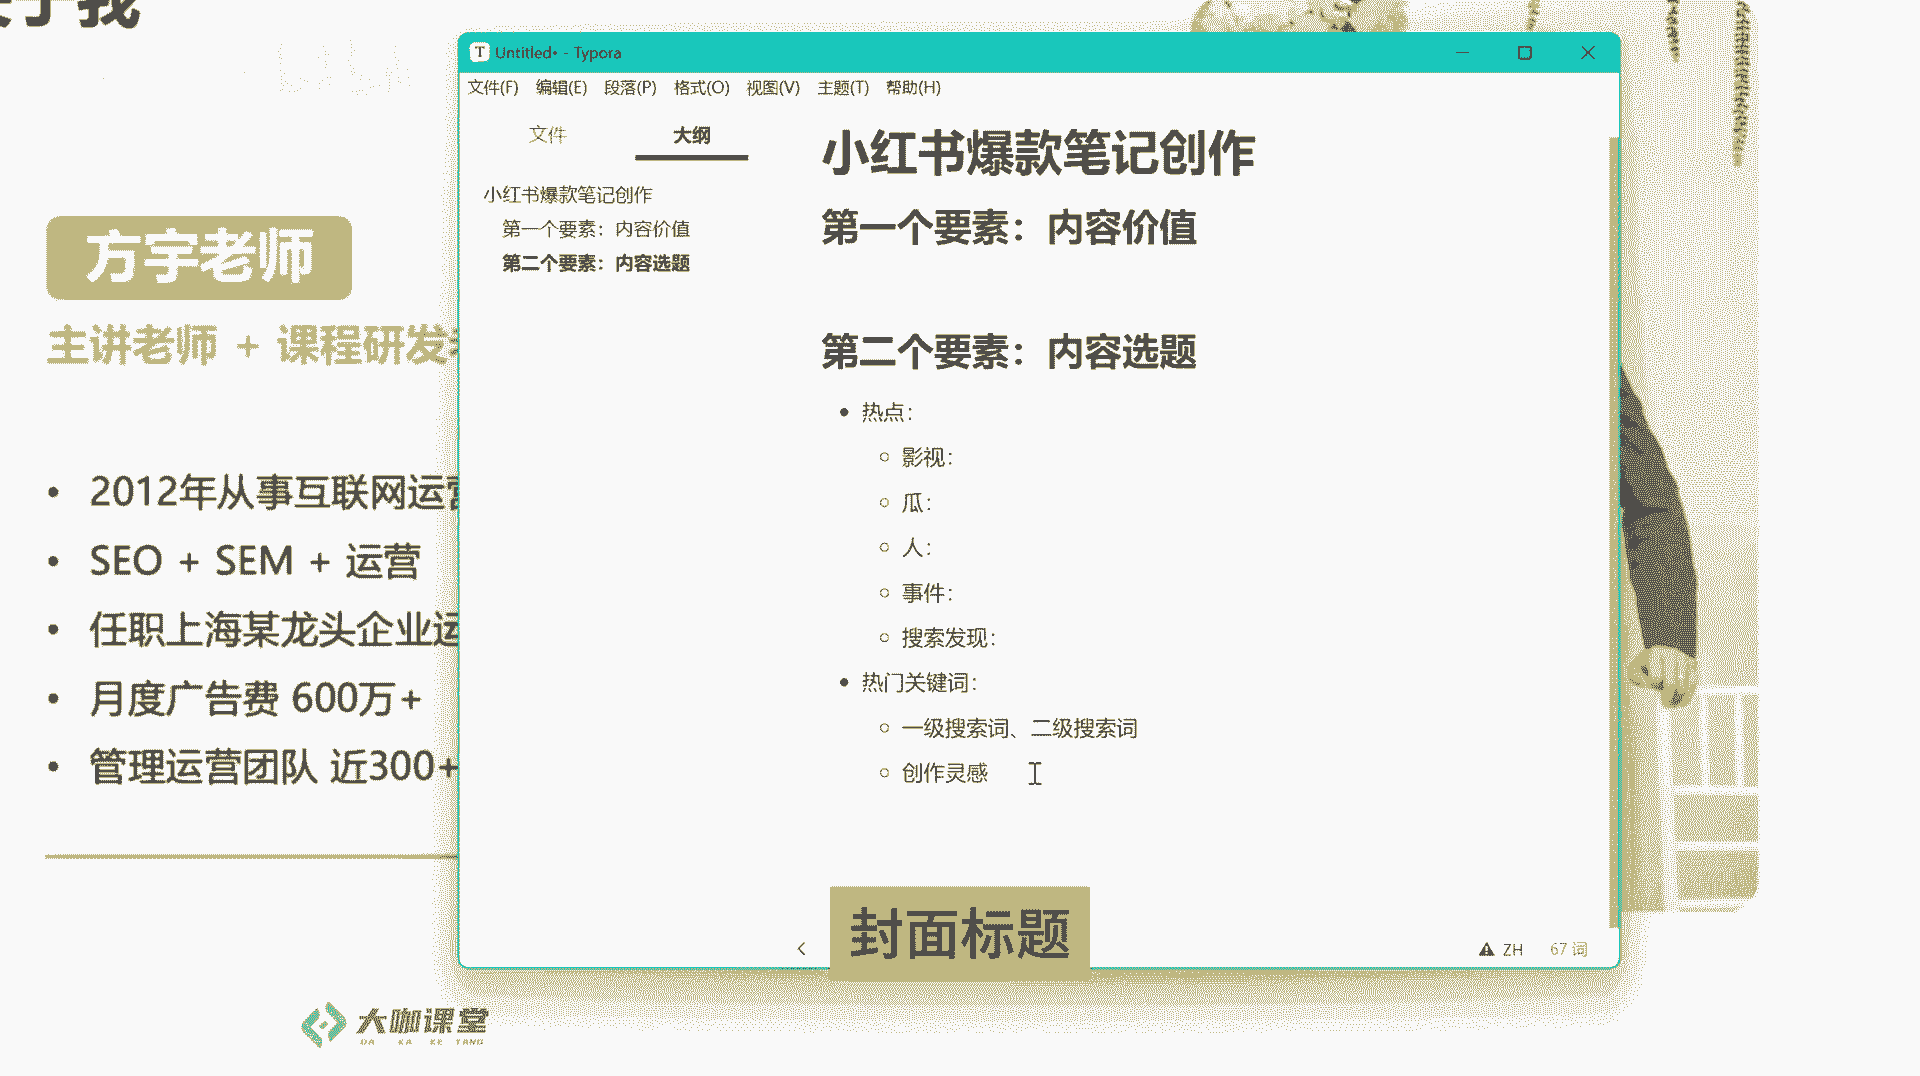 于我
方宇老师
主讲老师 + 课程研发
2012年从事互联网运营
SEO + SEM + 运营
任职上海某龙头企业运
月度广告费 600万+
管理运营团队 近300+
大咖课堂
DA KA KE TANG
Untitled• - Typora
文件(F) 编辑(E) 段落(P) 格式(O) 视图(V) 主题(T) 帮助(H)
文件 大纲
小红书爆款笔记创作
第一个要素：内容价值
第二个要素：内容选题
小红书爆款笔记创作
第一个要素：内容价值
第二个要素：内容选题
热点：
影视：
瓜：
人：
事件：
搜索发现：
热门关键词：
一级搜索词、二级搜索词
创作灵感
封面标题
ZH 67 词